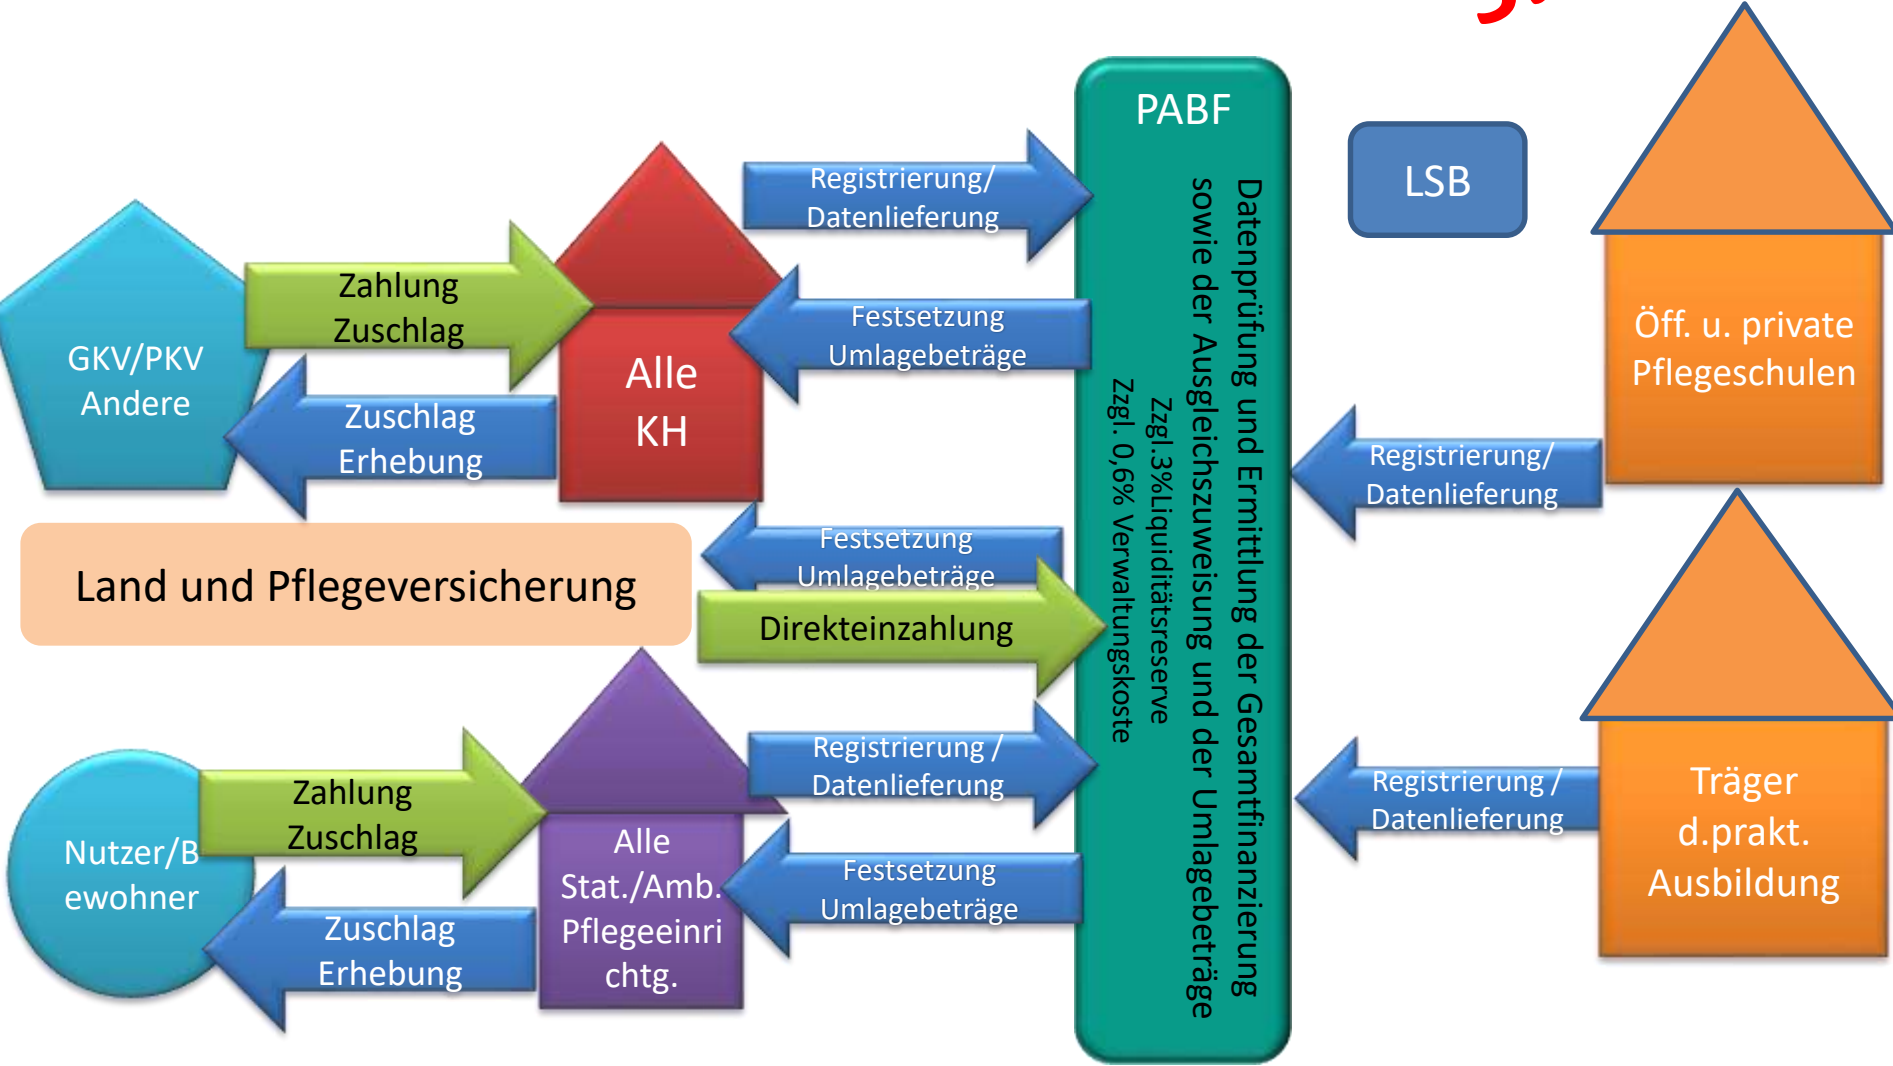 PABF
Datenprüfung und Ermittlung der Gesamtfinanzierung
sowie der Ausgleichszuweisung und der Umlagebeträge
Zzgl.3%Liquiditätsreserve
Zzgl. 0,6% Verwaltungskoste
LSB
Registrierung/
Datenlieferung
Zahlung
Zuschlag
Festsetzung
Umlagebeträge
GKV/PKV
Andere
Alle
KH
Zuschlag
Erhebung
Öff. u. private
Pflegeschulen
Registrierung/
Datenlieferung
Land und Pflegeversicherung
Festsetzung
Umlagebeträge
Direkteinzahlung
Registrierung /
Datenlieferung
Zahlung
Zuschlag
Nutzer/B
ewohner
Alle
Stat./Amb.
Pflegeeinri
chtg.
Zuschlag
Erhebung
Festsetzung
Umlagebeträge
Registrierung /
Datenlieferung
Träger
d.prakt.
Ausbildung